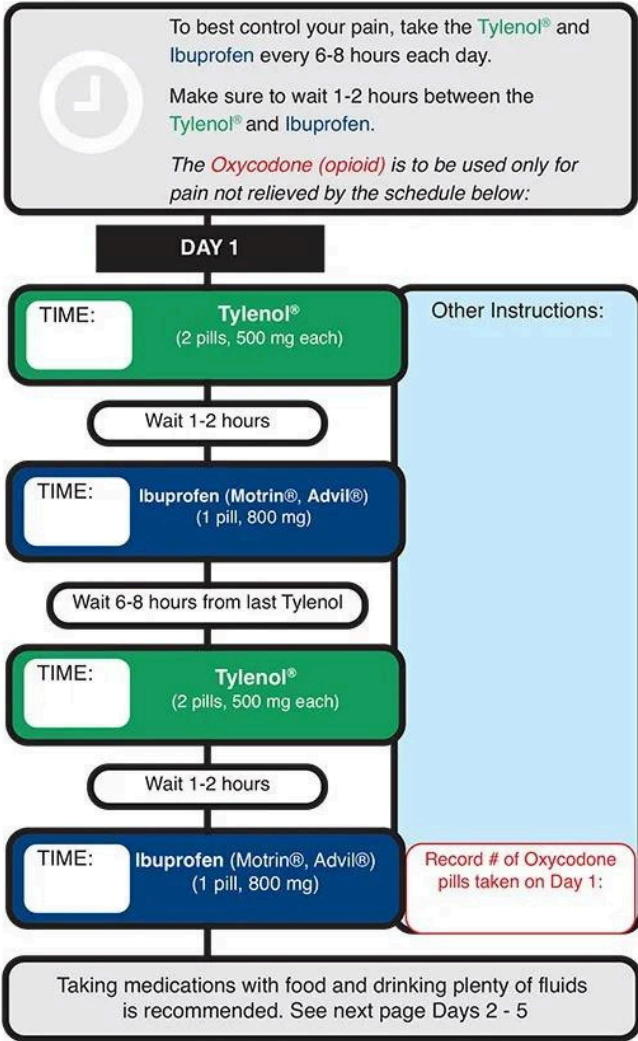 To best control your pain, take the Tylenol® and
Ibuprofen every 6-8 hours each day.
Make sure to wait 1-2 hours between the
Tylenol® and Ibuprofen.
The Oxycodone (opioid) is to be used only for
pain not relieved by the schedule below:
DAY 1
TIME:
Tylenol®
(2 pills, 500 mg each)
Other Instructions:
Wait 1-2 hours
TIME:
Ibuprofen (Motrin®, Advil®)
(1 pill, 800 mg)
Wait 6-8 hours from last Tylenol
TIME:
Tylenol®
(2 pills, 500 mg each)
Wait 1-2 hours
TIME:
Ibuprofen (Motrin®, Advil®)
(1 pill, 800 mg)
Record # of Oxycodone
pills taken on Day 1:
Taking medications with food and drinking plenty of fluids
is recommended. See next page Days 2 - 5